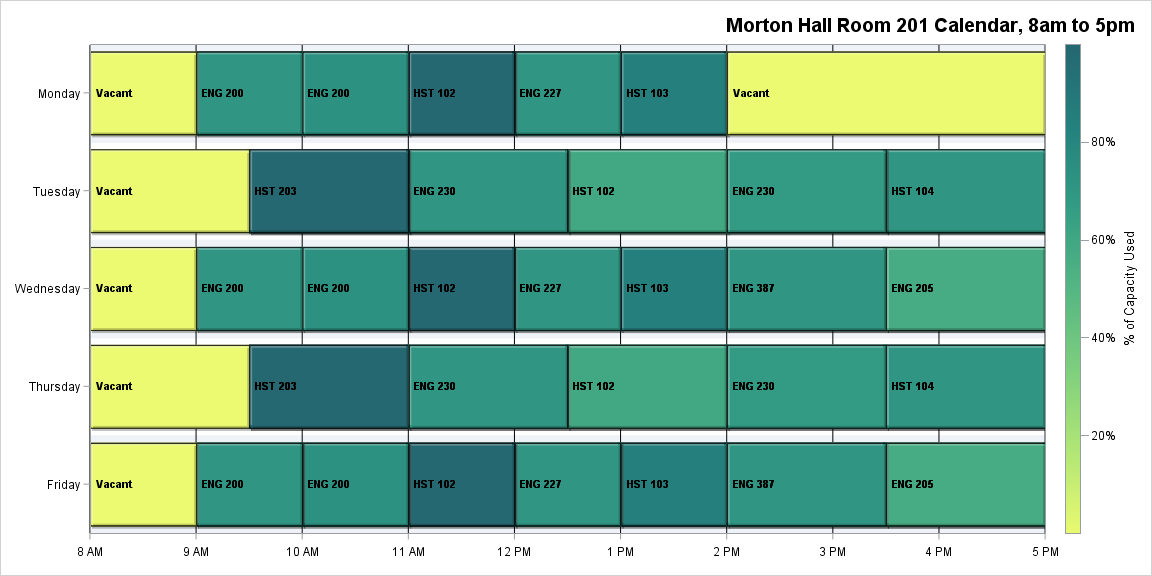 Morton Hall Room 201 Calendar, 8am to 5pm
Monday Vacant ENG 200 ENG 200 HST 102 ENG 227 HST 103 Vacant
Tuesday Vacant HST 203 ENG 230 HST 102 ENG 230 HST 104
Wednesday Vacant ENG 200 ENG 200 HST 102 ENG 227 HST 103 ENG 387 ENG 205
Thursday Vacant HST 203 ENG 230 HST 102 ENG 230 HST 104
Friday Vacant ENG 200 ENG 200 HST 102 ENG 227 HST 103 ENG 387 ENG 205
8 AM 9 AM 10 AM 11 AM 12 PM 1 PM 2 PM 3 PM 4 PM 5 PM
80%
60%
40%
20%
% of Capacity Used